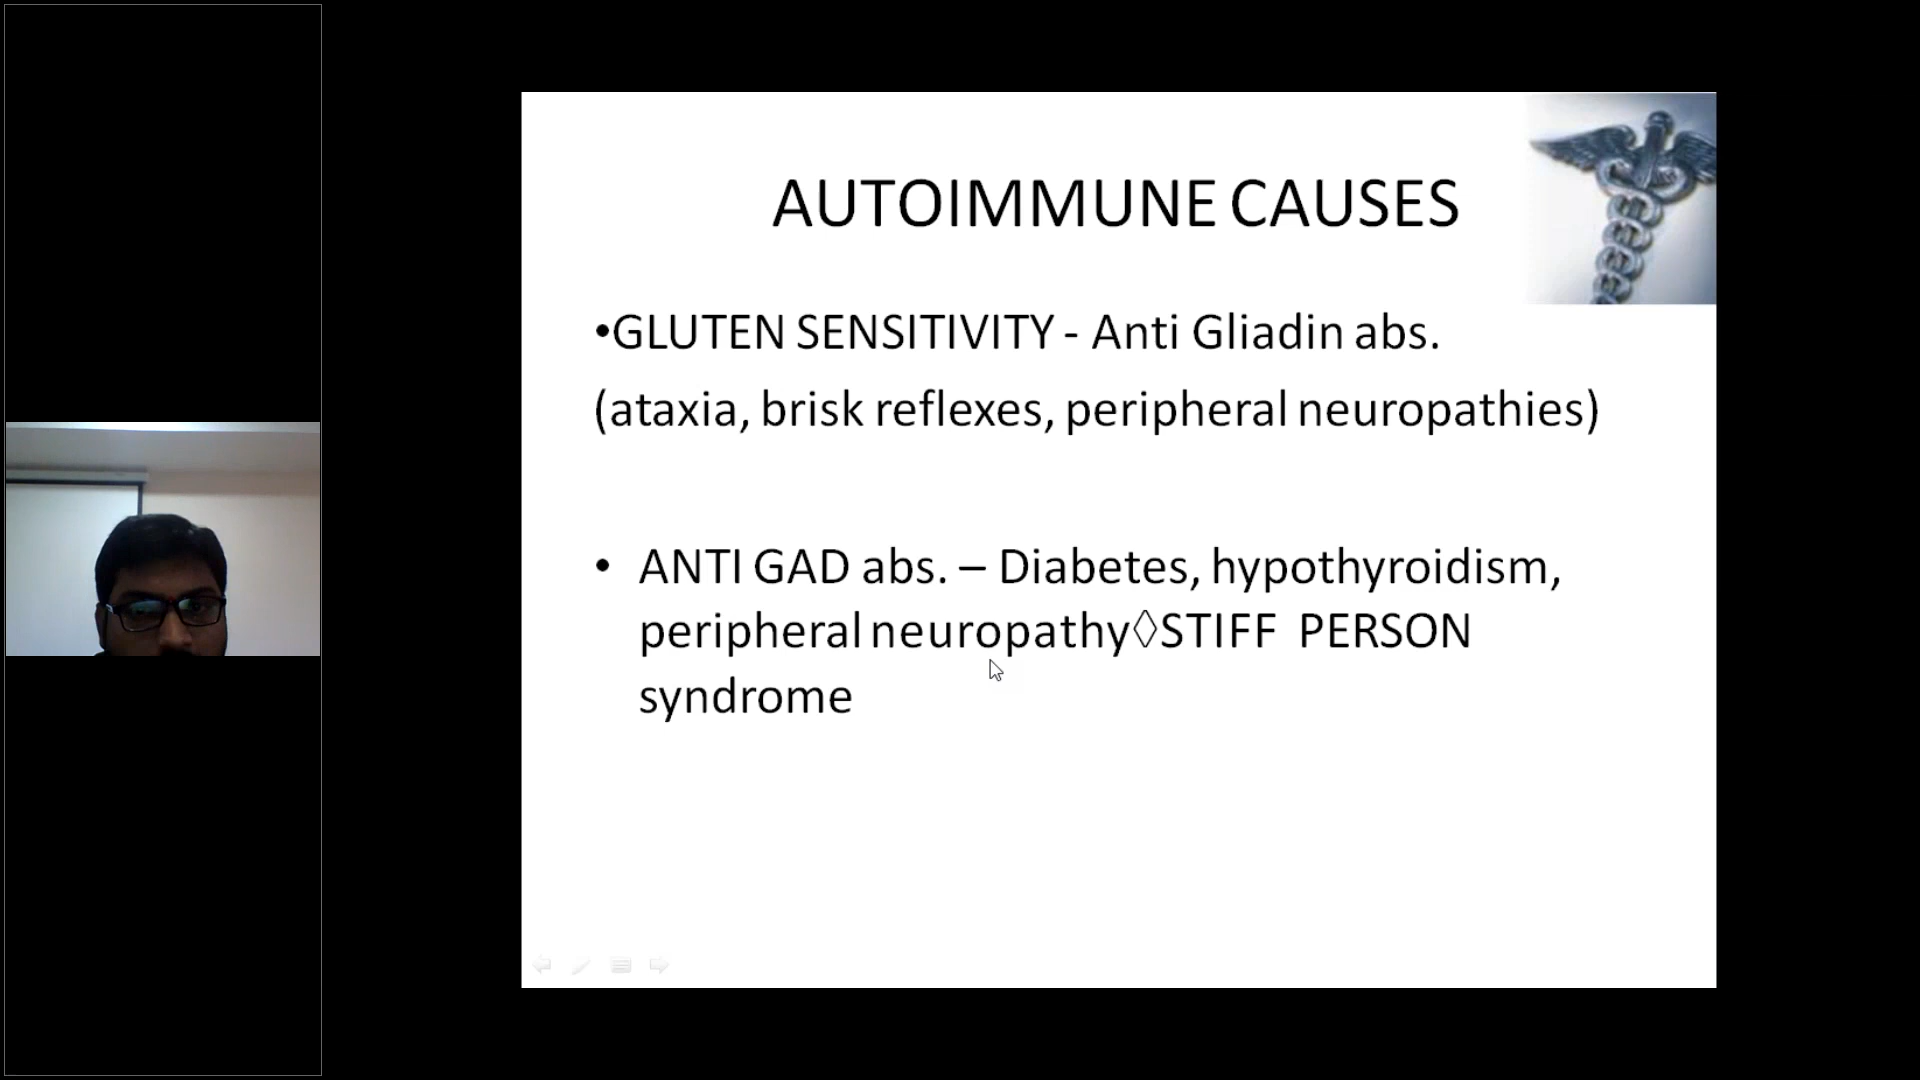 AUTOIMMUNE CAUSES
•GLUTEN SENSITIVITY - Anti Gliadin abs.
(ataxia, brisk reflexes, peripheral neuropathies)
• ANTI GAD abs. – Diabetes, hypothyroidism,
peripheral neuropathy◊STIFF PERSON
syndrome